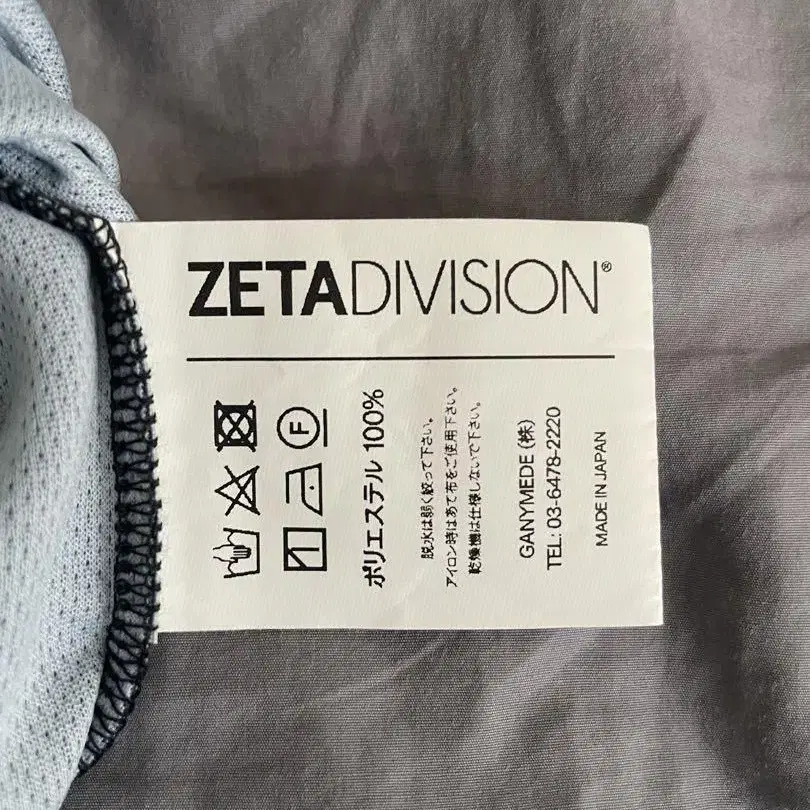 ZETADIVISION®
F
ポリエステル 100%
脱水は弱く絞って下さい。
アイロン時はあて布をご使用下さい。
乾燥機は仕様しないで下さい。
GANYMEDE (株)
TEL: 03-6478-2220
MADE IN JAPAN